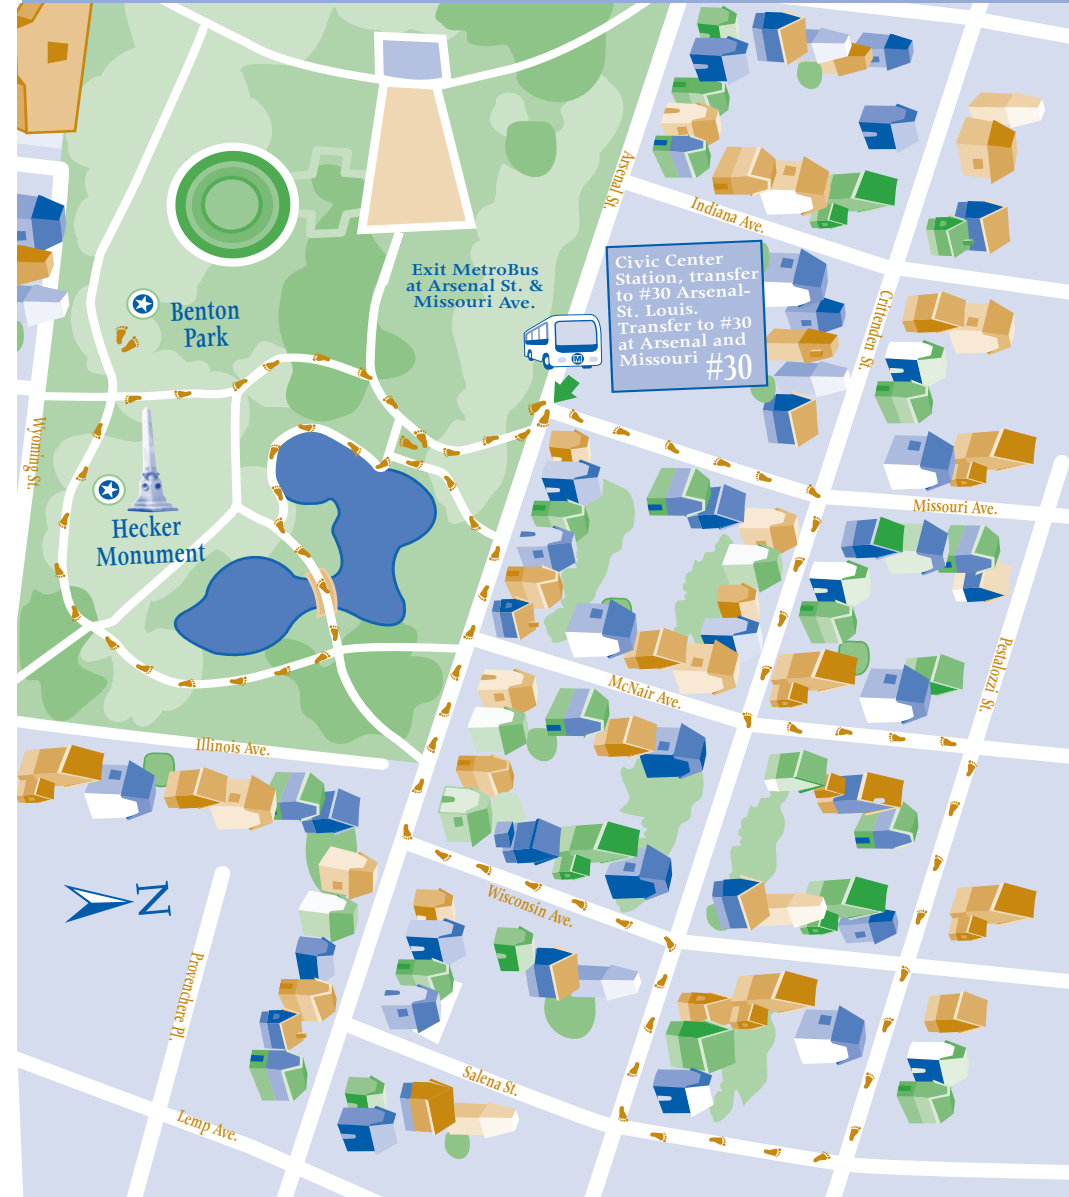 Arsenal St.
Indiana Ave.
Civic Center
Station, transfer
to #30 Arsenal-
St. Louis.
Transfer to #30
at Arsenal and
Missouri #30
Exit MetroBus
at Arsenal St. &
Missouri Ave.
M
Benton
Park
Crittenden St.
Wyoming St.
Hecker
Monument
Missouri Ave.
Pestalozzi St.
McNair Ave.
Illinois Ave.
N
Wisconsin Ave.
Provenchere Pl.
Salena St.
Lemp Ave.